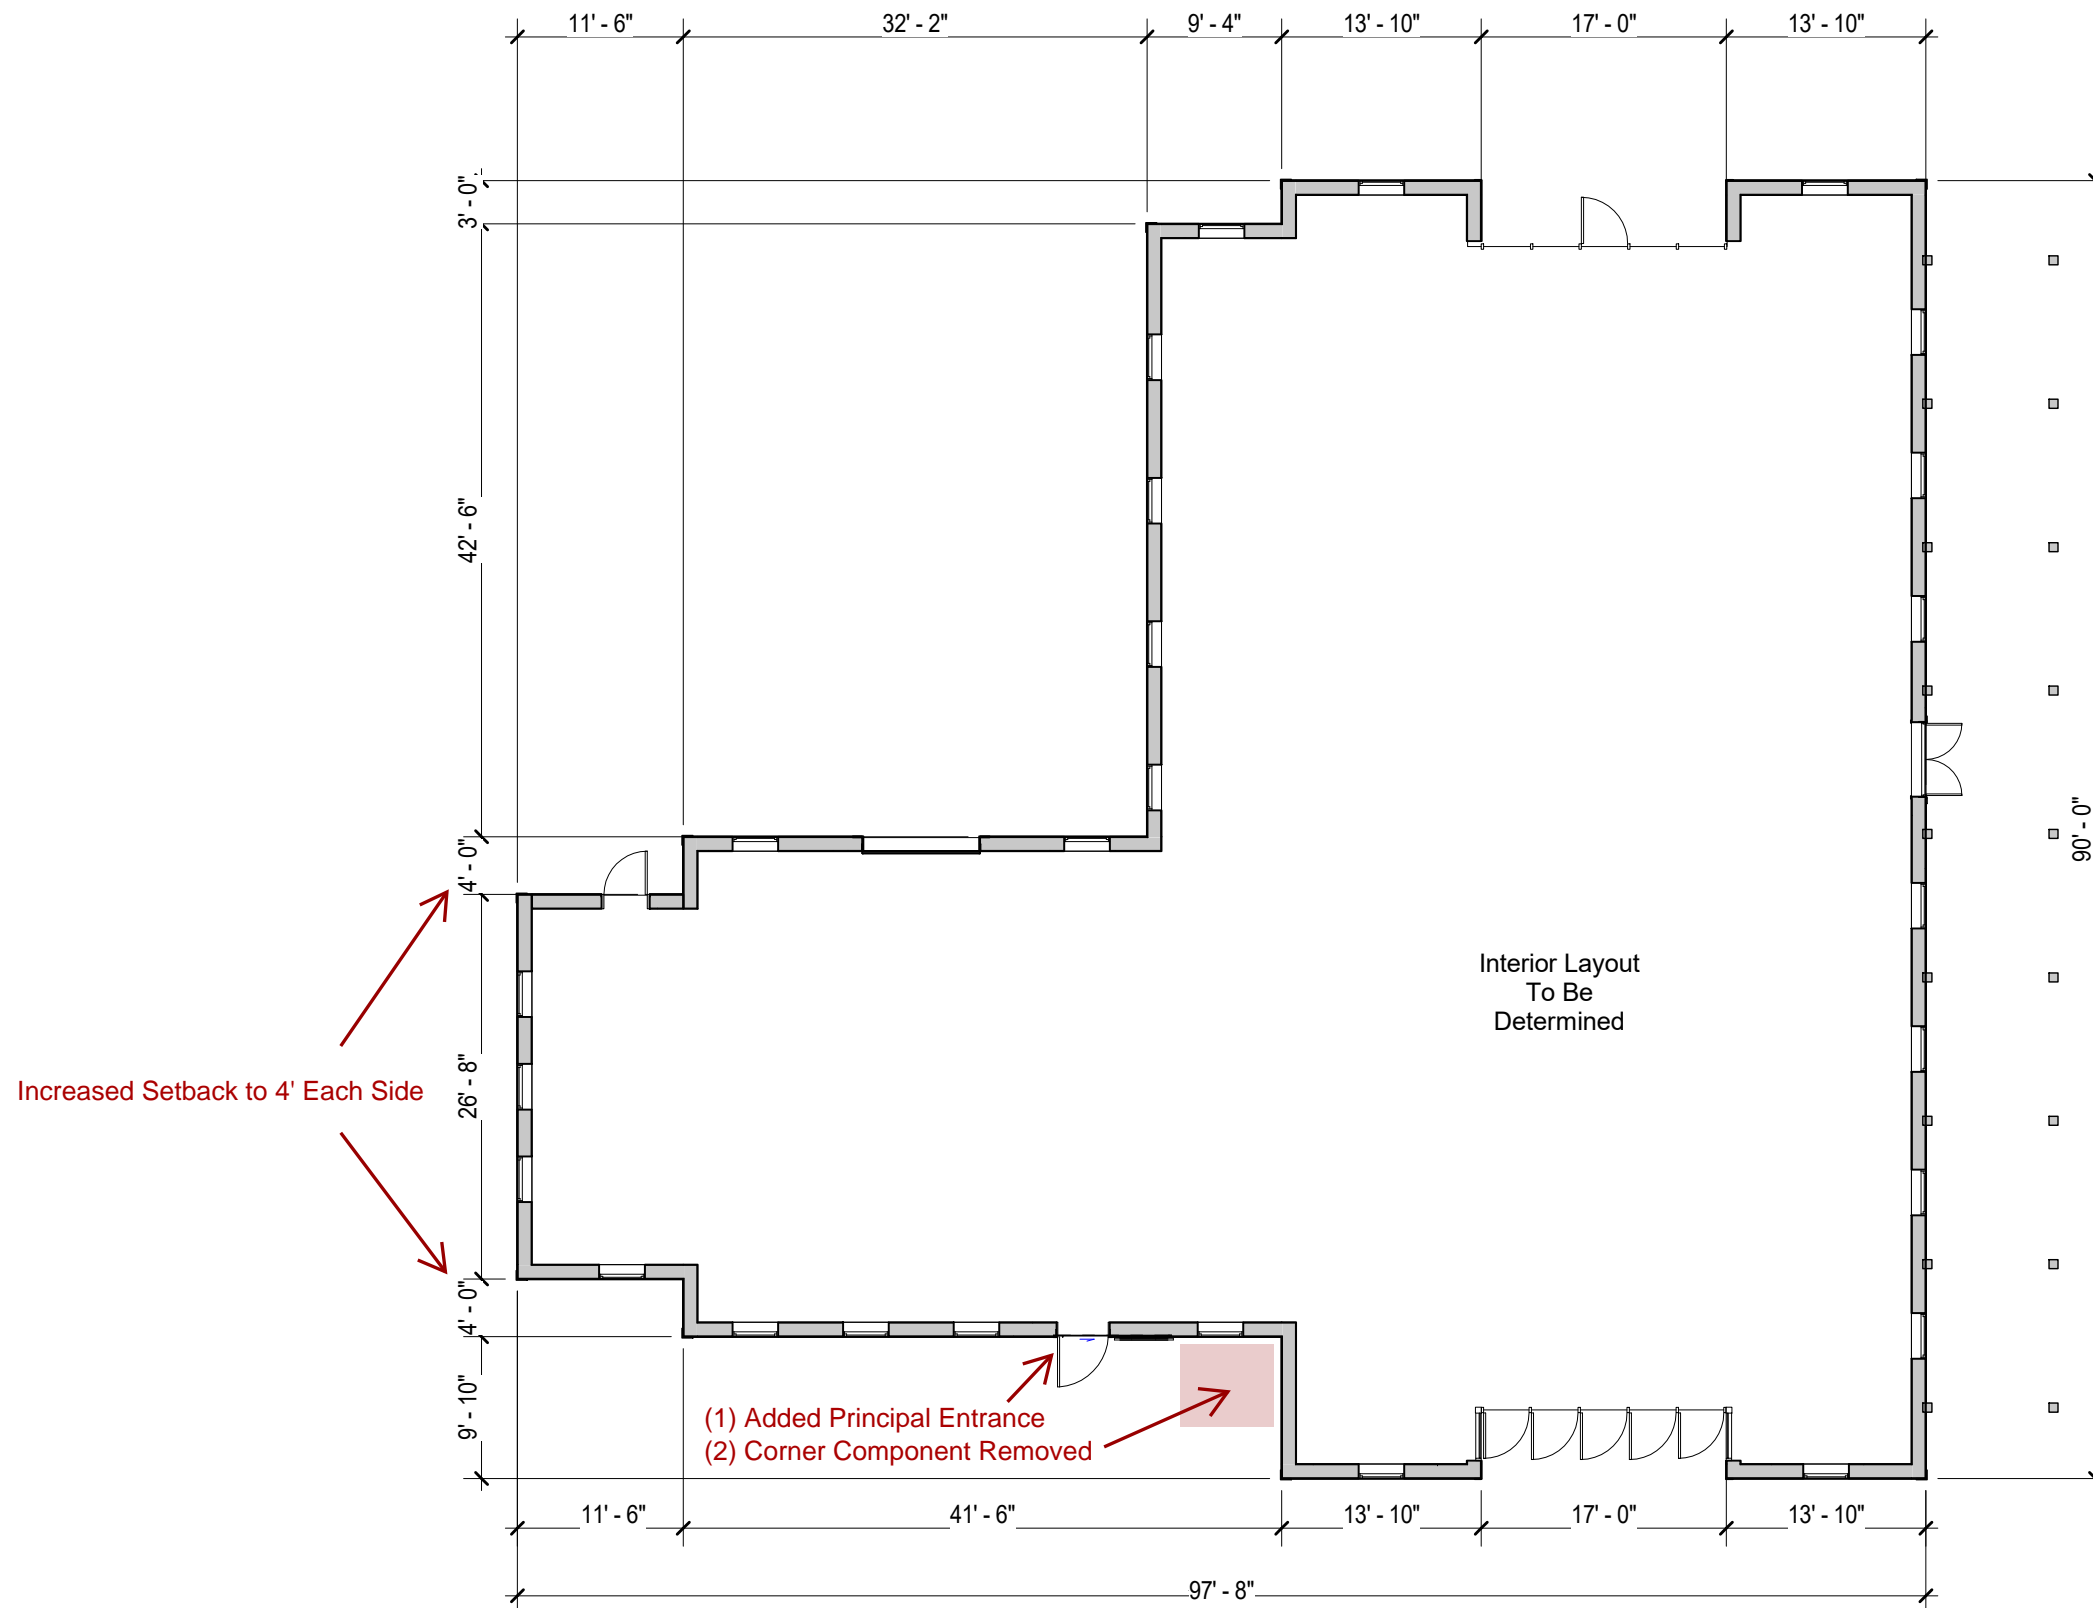 11' - 6" 32' - 2" 9' - 4" 13' - 10" 17' - 0" 13' - 10"
3' - 0"
42' - 6"
4' - 0"
26' - 8"
4' - 0"
9' - 10"
90' - 0"
Interior Layout
To Be
Determined
Increased Setback to 4' Each Side
(1) Added Principal Entrance
(2) Corner Component Removed
11' - 6" 41' - 6" 13' - 10" 17' - 0" 13' - 10"
97' - 8"